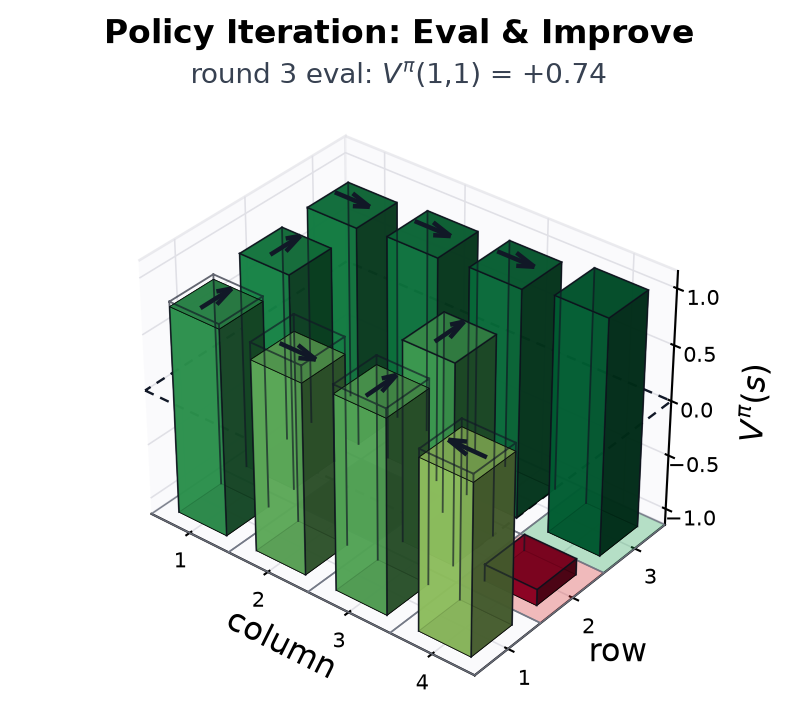 Policy Iteration: Eval & Improve
round 3 eval: V^π(1,1) = +0.74
1.0
0.5
0.0
−0.5
−1.0
V^π(s)
1
2
3
4
column
1
2
3
row